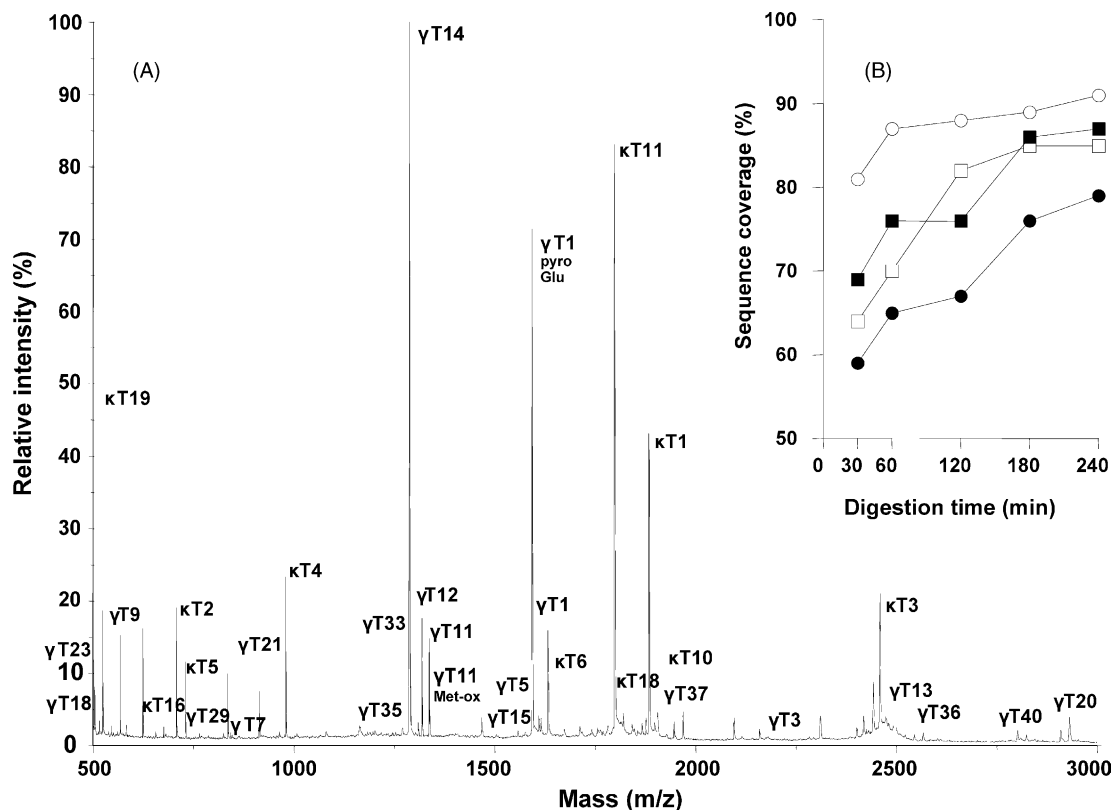 (A)
Relative intensity (%)
100
90
80
70
60
50
40
30
20
10
0
500
1000
1500
2000
2500
3000
Mass (m/z)
γT14
κT11
γT1
pyro
Glu
κT19
κT1
κT4
γT9
κT2
γT21
γT33
γT12
γT11
γT1
κT3
γT23
κT5
γT11
Met-ox
κT6
κT10
γT18
κT16
γT29
γT7
γT35
γT5
γT15
κT18
γT37
γT3
γT13
γT36
γT40
γT20
(B)
Sequence coverage (%)
100
90
80
70
60
50
0
30
60
120
180
240
Digestion time (min)